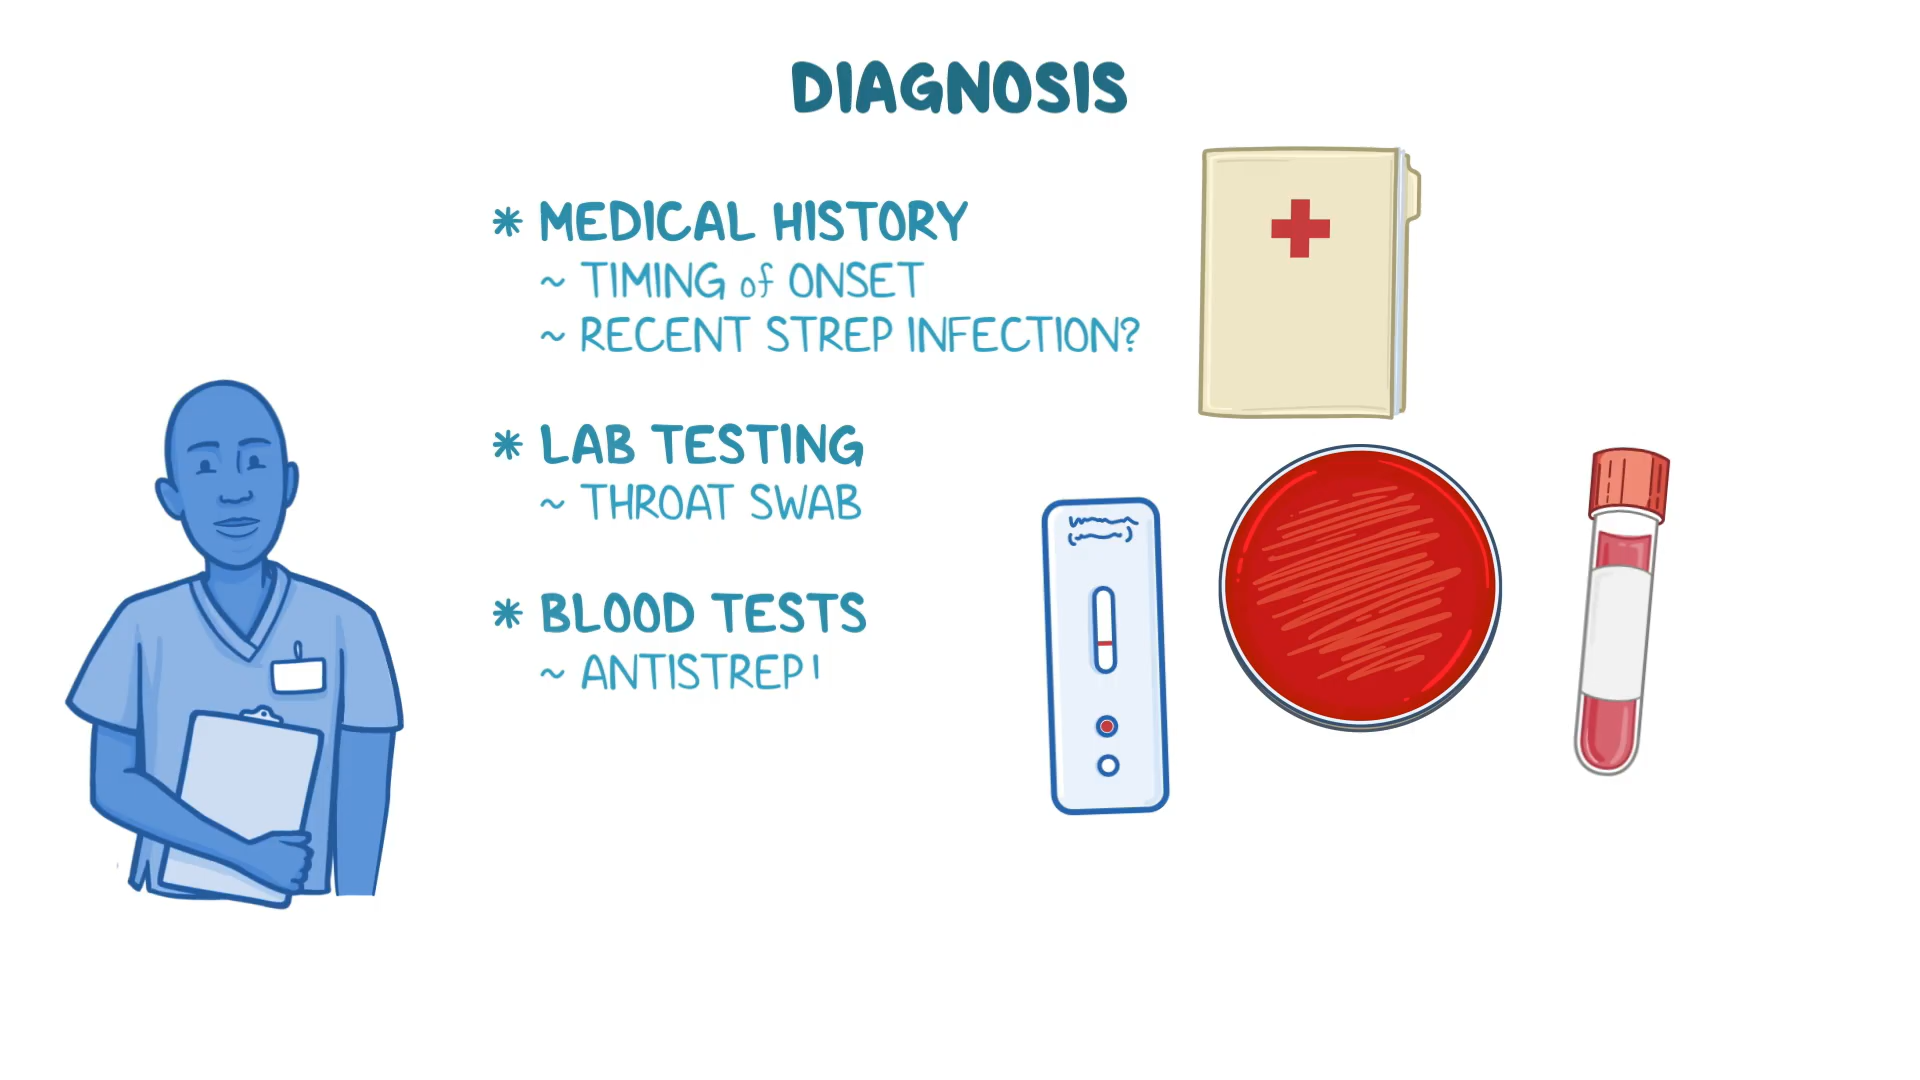 DIAGNOSIS
* MEDICAL HISTORY
~ TIMING of ONSET
~ RECENT STREP INFECTION?
* LAB TESTING
~ THROAT SWAB
* BLOOD TESTS
~ ANTISTREP